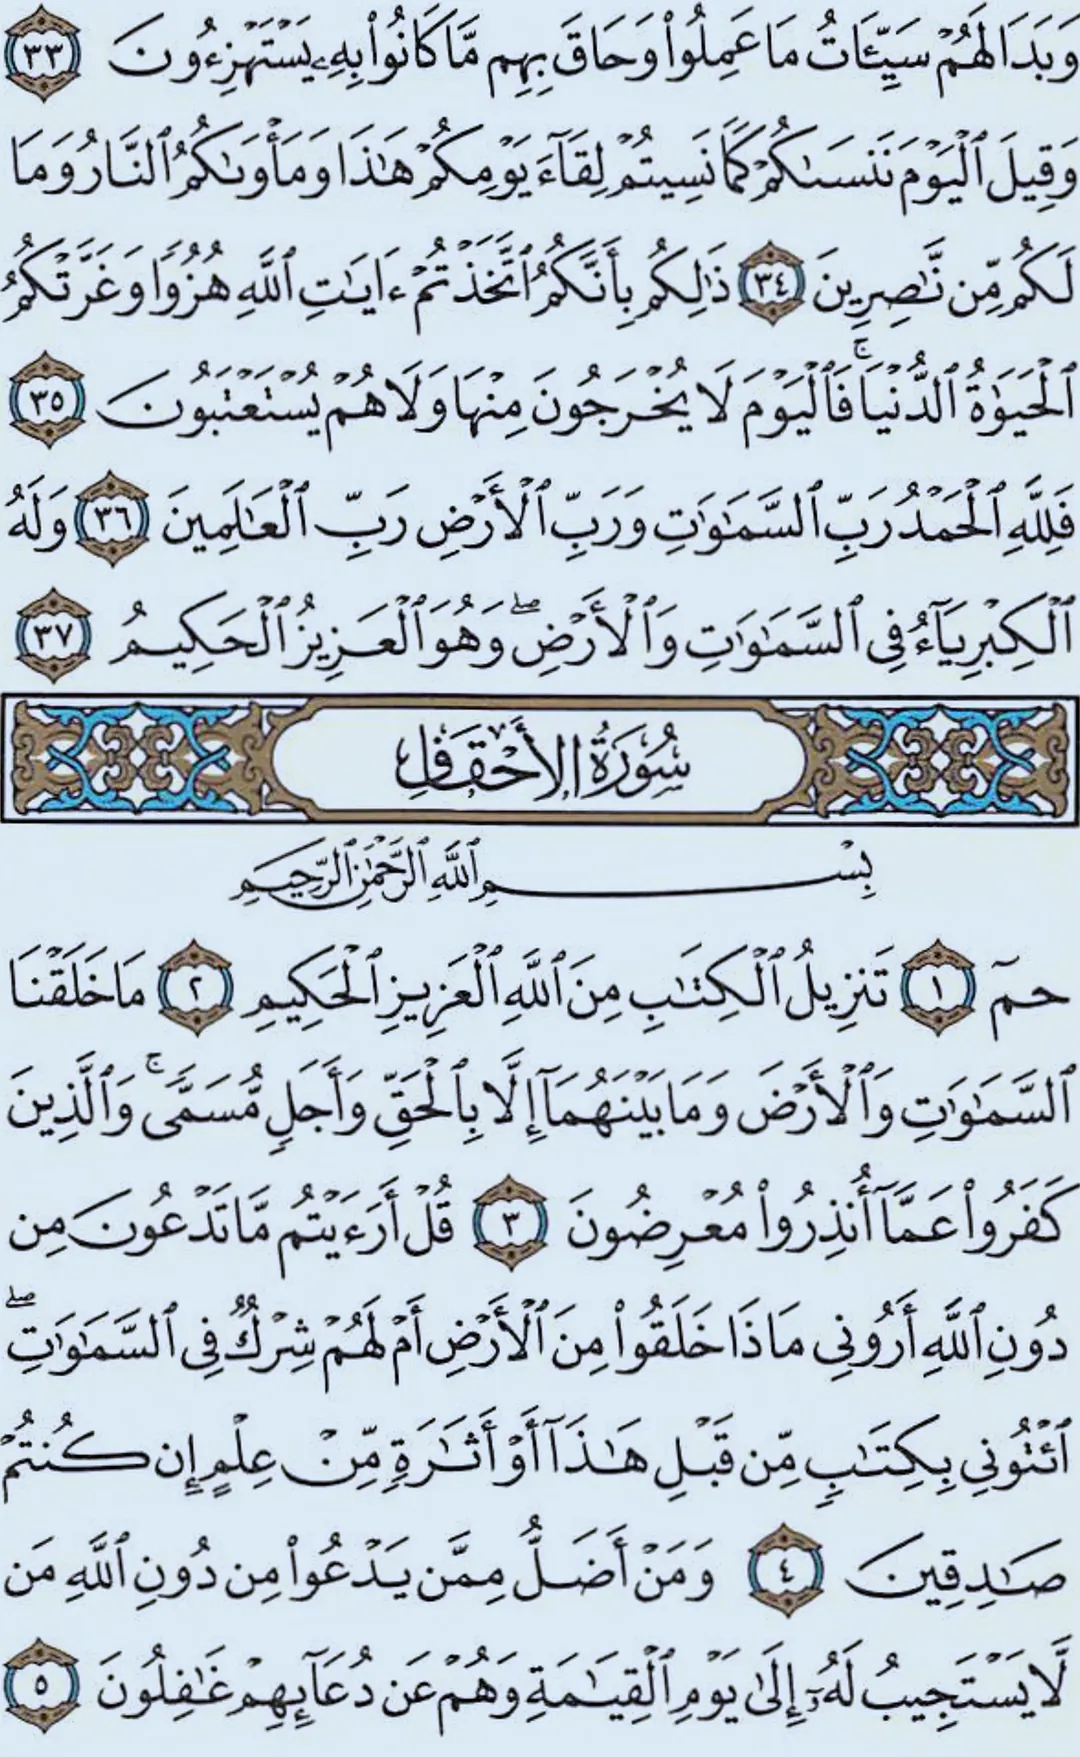 وَبَدَا لَهُمْ سَيِّـَٔاتُ مَا عَمِلُوا۟ وَحَاقَ بِهِم مَّا كَانُوا۟ بِهِۦ يَسْتَهْزِءُونَ ٣٣
وَقِيلَ ٱلْيَوْمَ نَنسَىٰكُمْ كَمَا نَسِيتُمْ لِقَآءَ يَوْمِكُمْ هَـٰذَا وَمَأْوَىٰكُمُ ٱلنَّارُ وَمَا
لَكُم مِّن نَّـٰصِرِينَ ٣٤ ذَٰلِكُم بِأَنَّكُمُ ٱتَّخَذْتُمْ ءَايَـٰتِ ٱللَّهِ هُزُوًا وَغَرَّتْكُمُ
ٱلْحَيَوٰةُ ٱلدُّنْيَا ۚ فَٱلْيَوْمَ لَا يُخْرَجُونَ مِنْهَا وَلَا هُمْ يُسْتَعْتَبُونَ ٣٥
فَلِلَّهِ ٱلْحَمْدُ رَبِّ ٱلسَّمَـٰوَٰتِ وَرَبِّ ٱلْأَرْضِ رَبِّ ٱلْعَـٰلَمِينَ ٣٦ وَلَهُ
ٱلْكِبْرِيَآءُ فِى ٱلسَّمَـٰوَٰتِ وَٱلْأَرْضِ ۖ وَهُوَ ٱلْعَزِيزُ ٱلْحَكِيمُ ٣٧
سُورَةُ الأَحْقَافِ
بِسْمِ ٱللَّهِ ٱلرَّحْمَـٰنِ ٱلرَّحِيمِ
حمٓ ١ تَنزِيلُ ٱلْكِتَـٰبِ مِنَ ٱللَّهِ ٱلْعَزِيزِ ٱلْحَكِيمِ ٢ مَا خَلَقْنَا
ٱلسَّمَـٰوَٰتِ وَٱلْأَرْضَ وَمَا بَيْنَهُمَآ إِلَّا بِٱلْحَقِّ وَأَجَلٍ مُّسَمًّى ۚ وَٱلَّذِينَ
كَفَرُوا۟ عَمَّآ أُنذِرُوا۟ مُعْرِضُونَ ٣ قُلْ أَرَءَيْتُم مَّا تَدْعُونَ مِن
دُونِ ٱللَّهِ أَرُونِى مَاذَا خَلَقُوا۟ مِنَ ٱلْأَرْضِ أَمْ لَهُمْ شِرْكٌ فِى ٱلسَّمَـٰوَٰتِ ۖ
ٱئْتُونِى بِكِتَـٰبٍ مِّن قَبْلِ هَـٰذَآ أَوْ أَثَـٰرَةٍ مِّنْ عِلْمٍ إِن كُنتُمْ
صَـٰدِقِينَ ٤ وَمَنْ أَضَلُّ مِمَّن يَدْعُوا۟ مِن دُونِ ٱللَّهِ مَن
لَّا يَسْتَجِيبُ لَهُۥٓ إِلَىٰ يَوْمِ ٱلْقِيَـٰمَةِ وَهُمْ عَن دُعَآئِهِمْ غَـٰفِلُونَ ٥